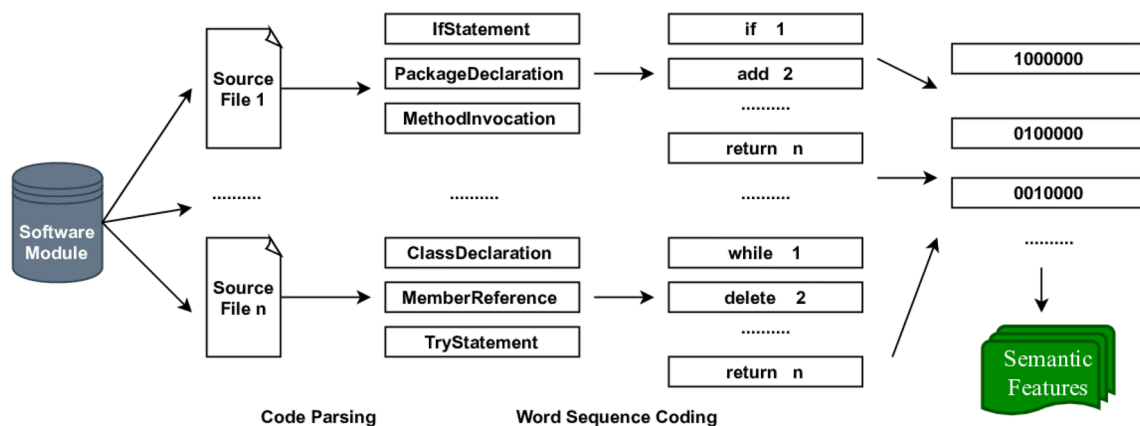 Software
Module
Source
File 1
..........
Source
File n
IfStatement
PackageDeclaration
MethodInvocation
..........
ClassDeclaration
MemberReference
TryStatement
if 1
add 2
..........
return n
..........
while 1
delete 2
..........
return n
1000000
0100000
0010000
..........
Semantic
Features
Code Parsing
Word Sequence Coding